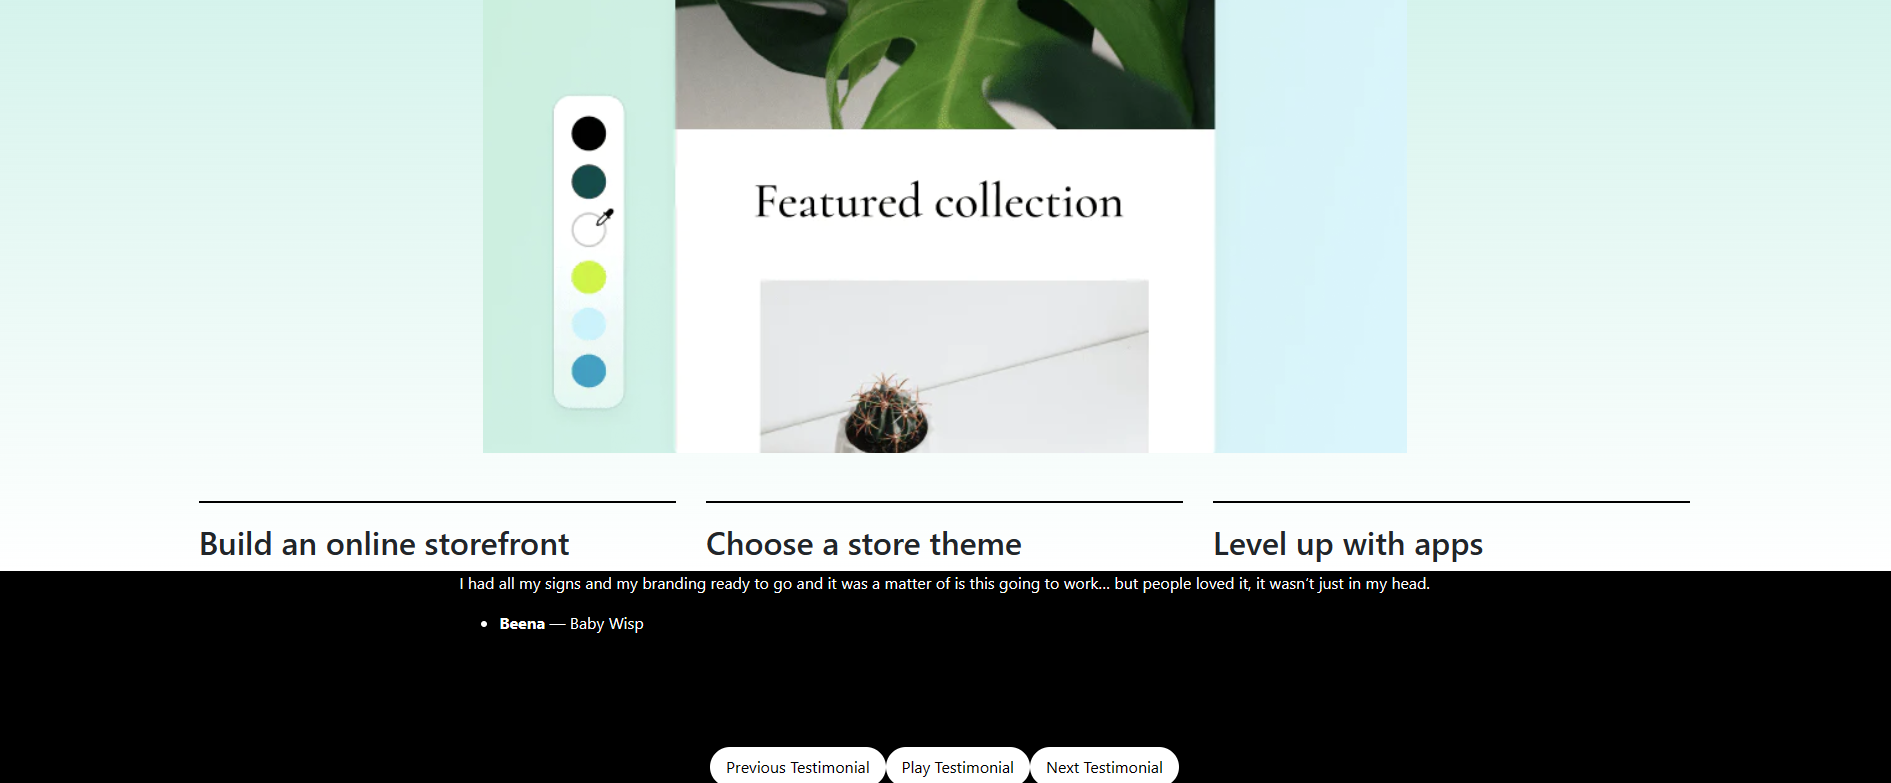 Featured collection
Build an online storefront
Choose a store theme
Level up with apps
I had all my signs and my branding ready to go and it was a matter of is this going to work... but people loved it, it wasn’t just in my head.
Beena — Baby Wisp
Previous Testimonial
Play Testimonial
Next Testimonial